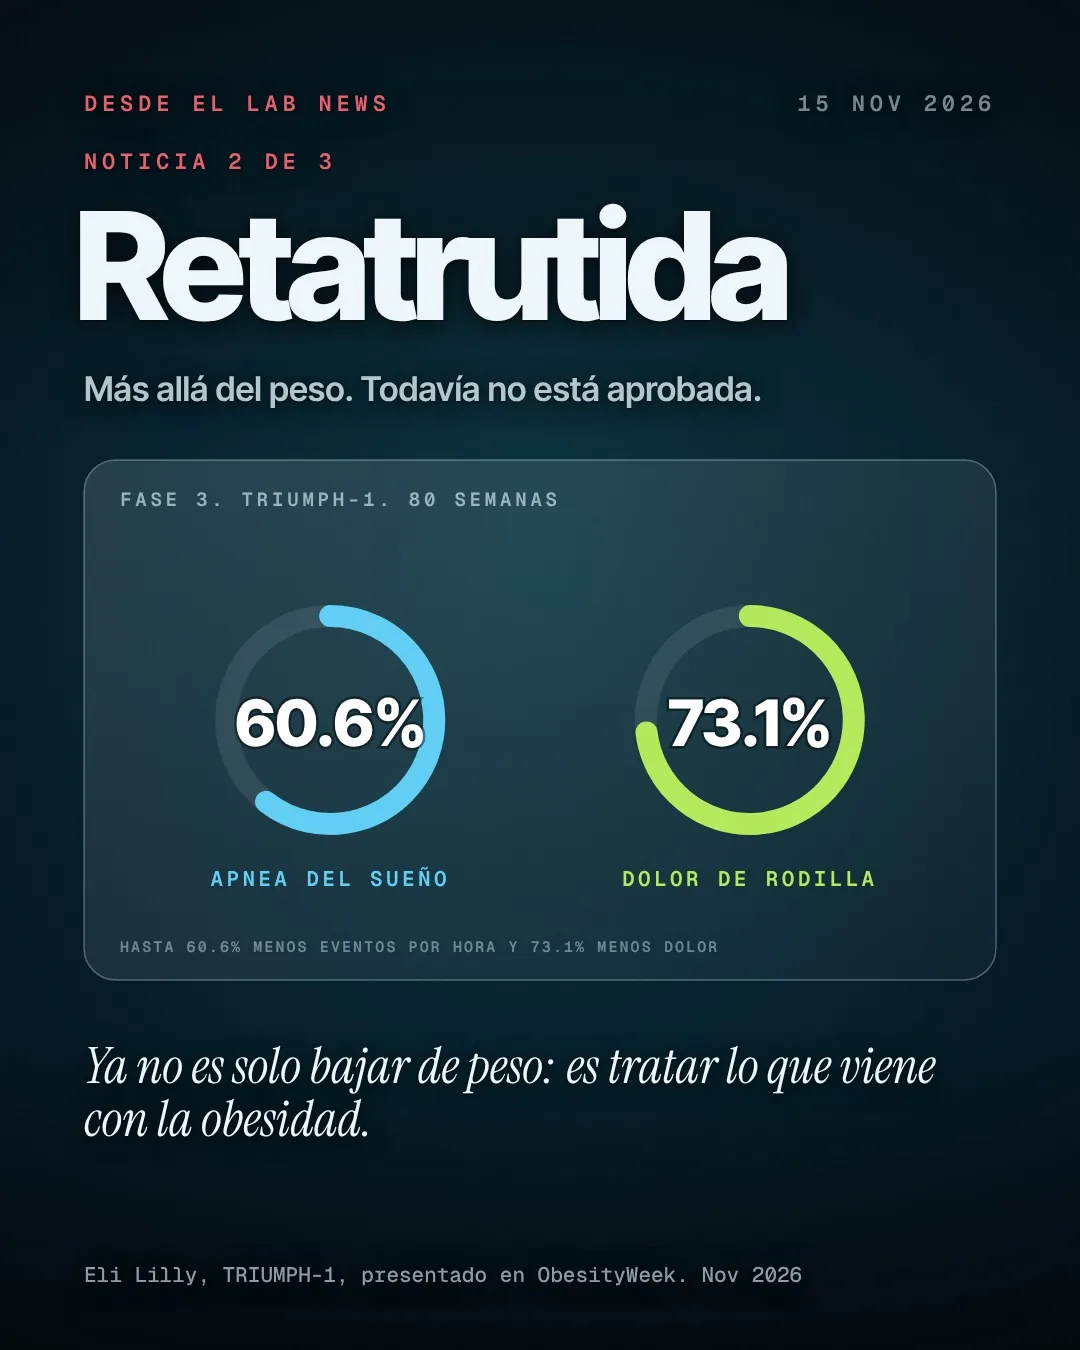 DESDE EL LAB NEWS
15 NOV 2026
NOTICIA 2 DE 3
Retatrutida
Más allá del peso. Todavía no está aprobada.
FASE 3. TRIUMPH-1. 80 SEMANAS
60.6%
73.1%
APNEA DEL SUEÑO
DOLOR DE RODILLA
HASTA 60.6% MENOS EVENTOS POR HORA Y 73.1% MENOS DOLOR
Ya no es solo bajar de peso: es tratar lo que viene
con la obesidad.
Eli Lilly, TRIUMPH-1, presentado en ObesityWeek. Nov 2026